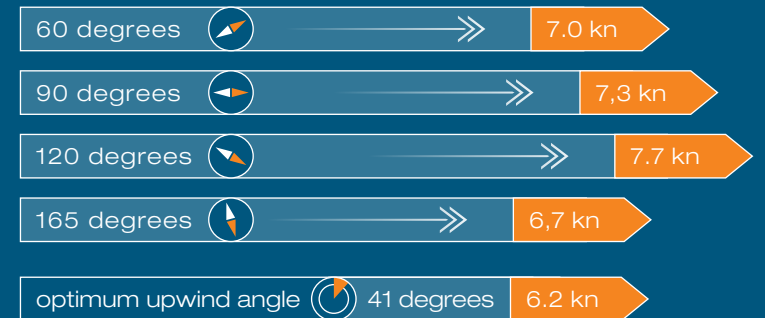 60 degrees 7.0 kn
90 degrees 7,3 kn
120 degrees 7.7 kn
165 degrees 6,7 kn
optimum upwind angle 41 degrees 6.2 kn